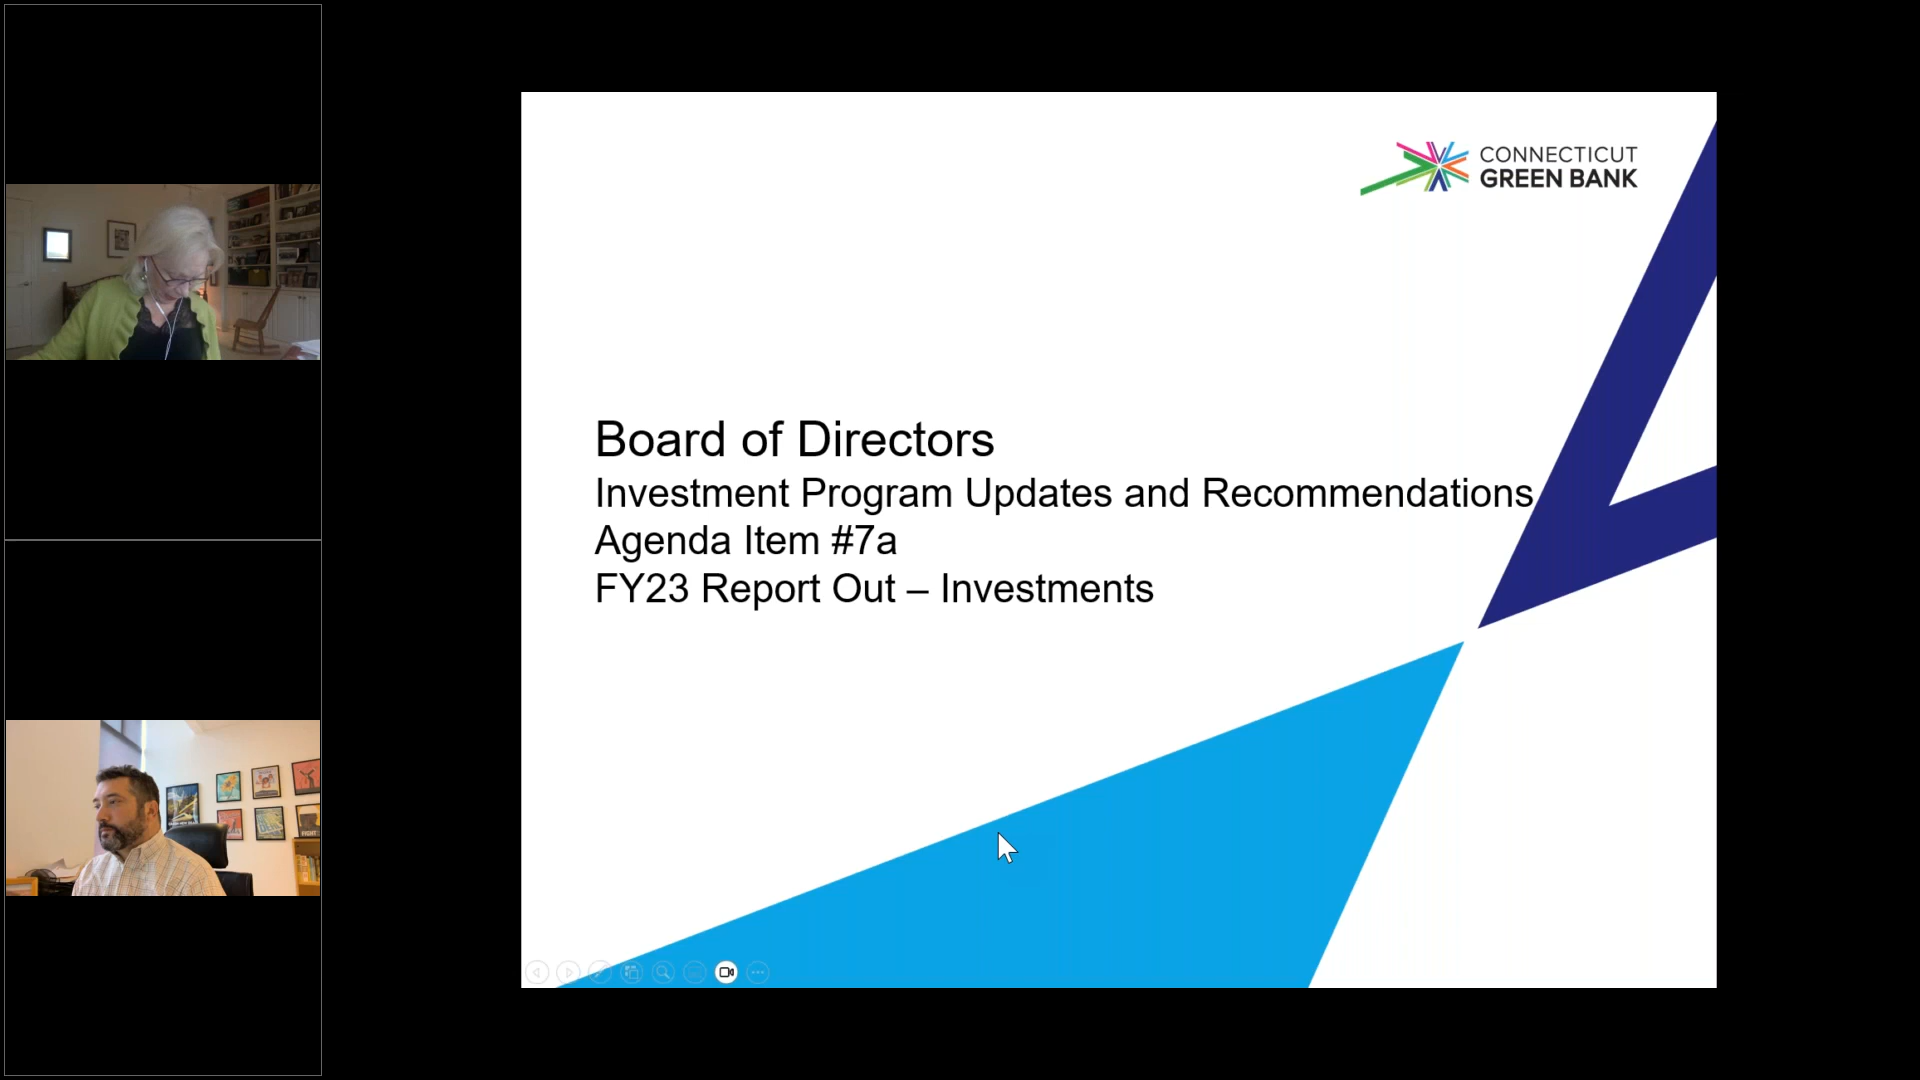 CONNECTICUT
GREEN BANK
Board of Directors
Investment Program Updates and Recommendations
Agenda Item #7a
FY23 Report Out – Investments